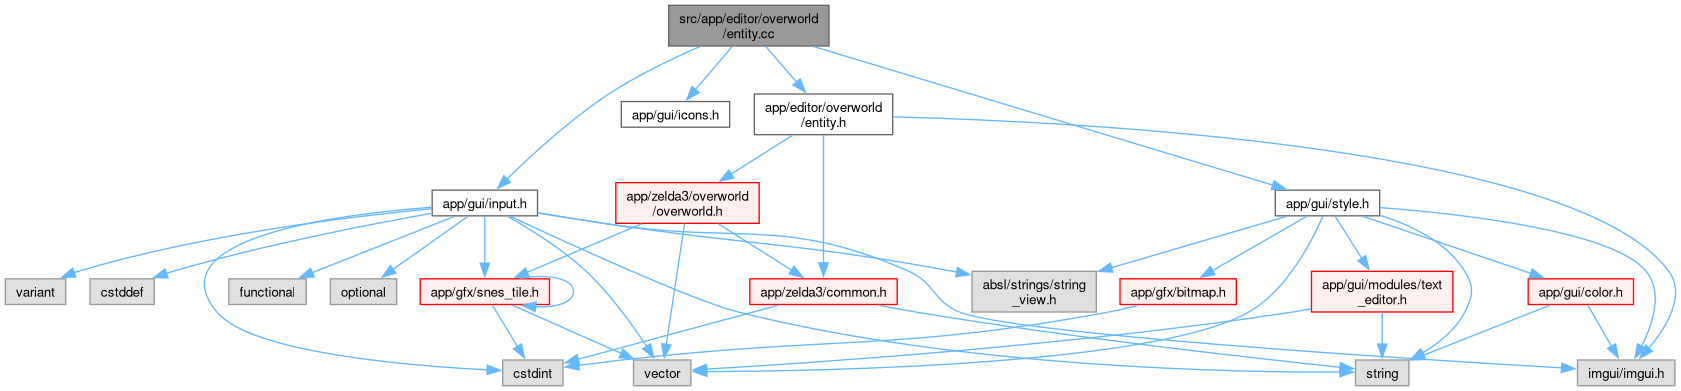 src/app/editor/overworld
/entity.cc
app/gui/icons.h
app/editor/overworld
/entity.h
app/gui/input.h
app/zelda3/overworld
/overworld.h
app/gui/style.h
variant
cstddef
functional
optional
app/gfx/snes_tile.h
app/zelda3/common.h
absl/strings/string
_view.h
app/gfx/bitmap.h
app/gui/modules/text
_editor.h
app/gui/color.h
cstdint
vector
string
imgui/imgui.h